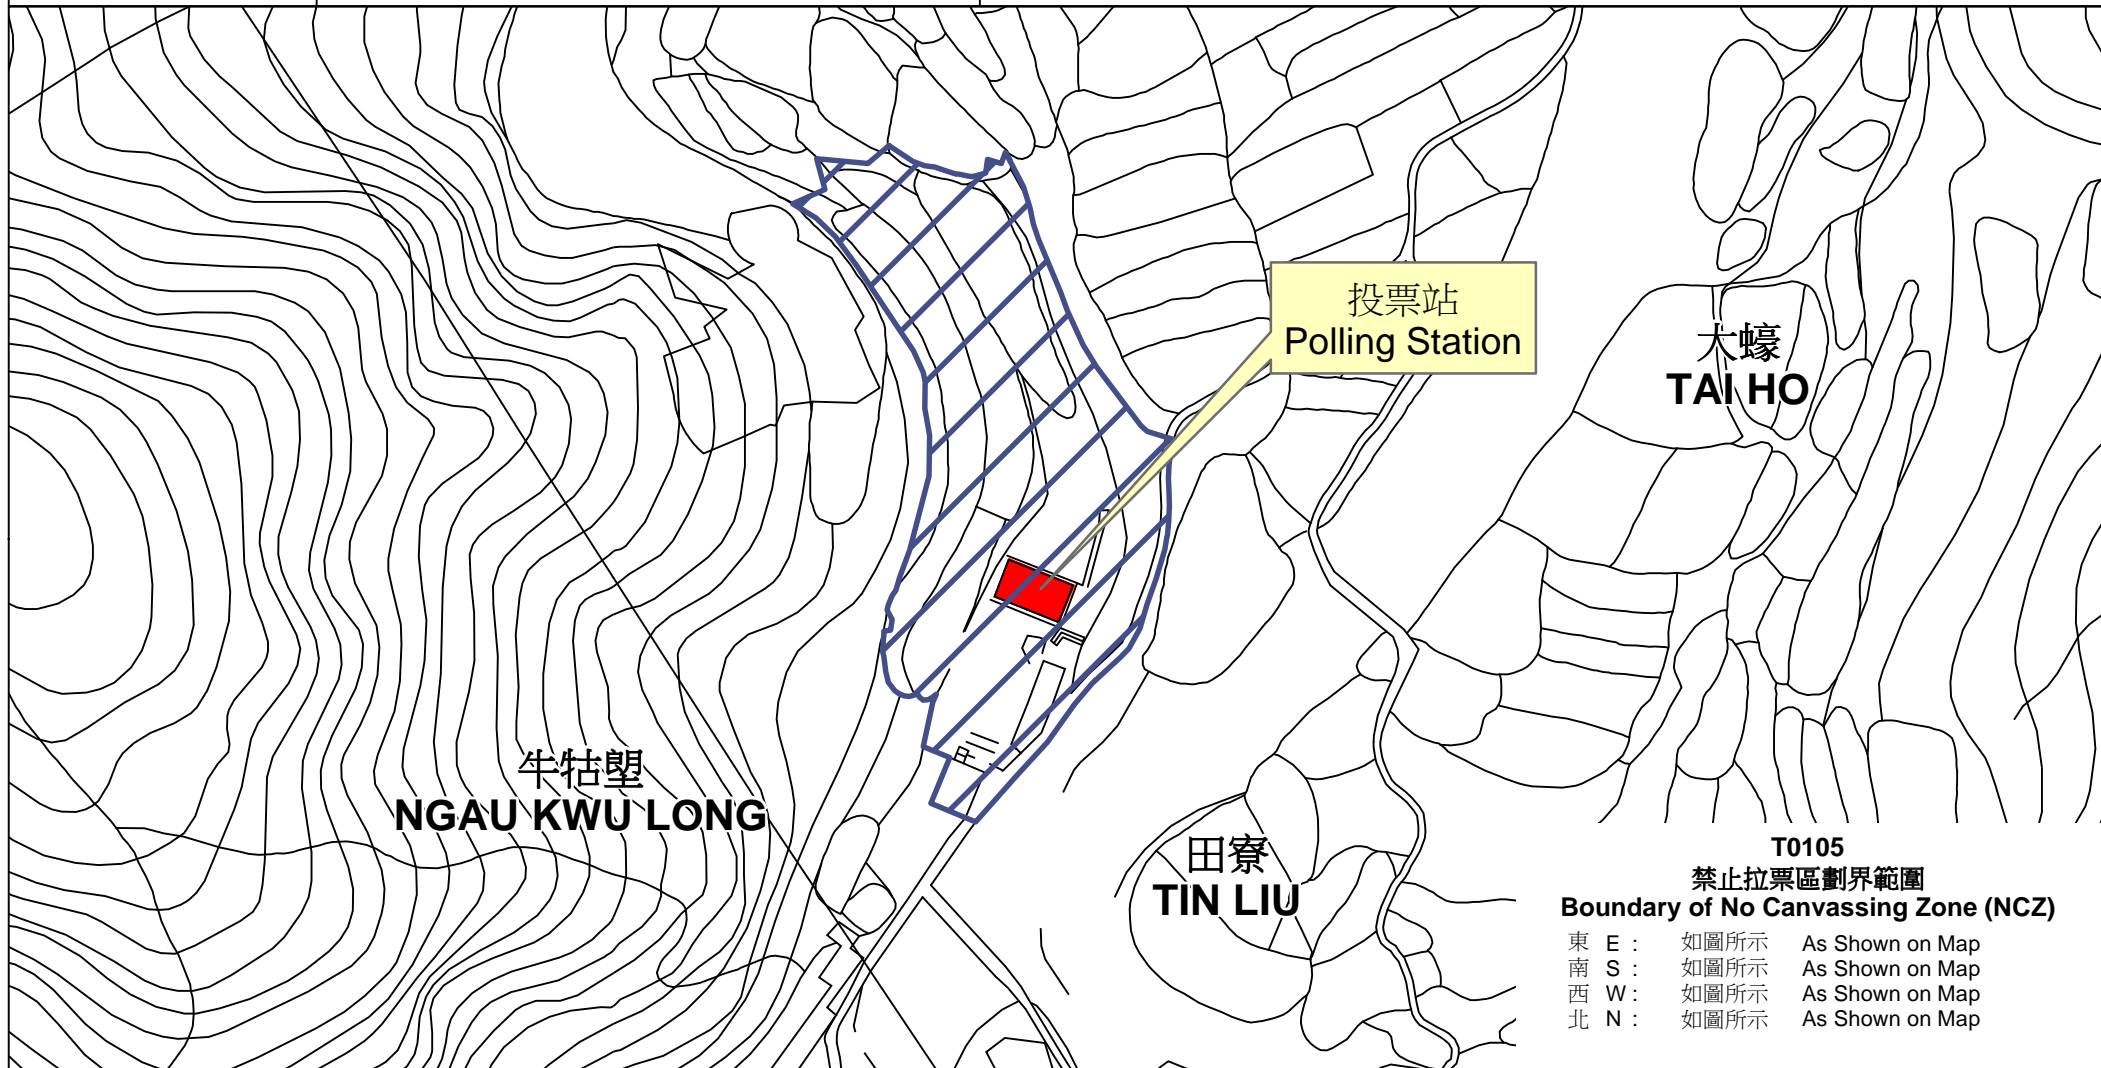 投票站
Polling Station
大蠔
TAI HO
牛牯塱
NGAU KWU LONG
田寮
TIN LIU
T0105
禁止拉票區劃界範圍
Boundary of No Canvassing Zone (NCZ)
東 E : 如圖所示 As Shown on Map
南 S : 如圖所示 As Shown on Map
西 W : 如圖所示 As Shown on Map
北 N : 如圖所示 As Shown on Map